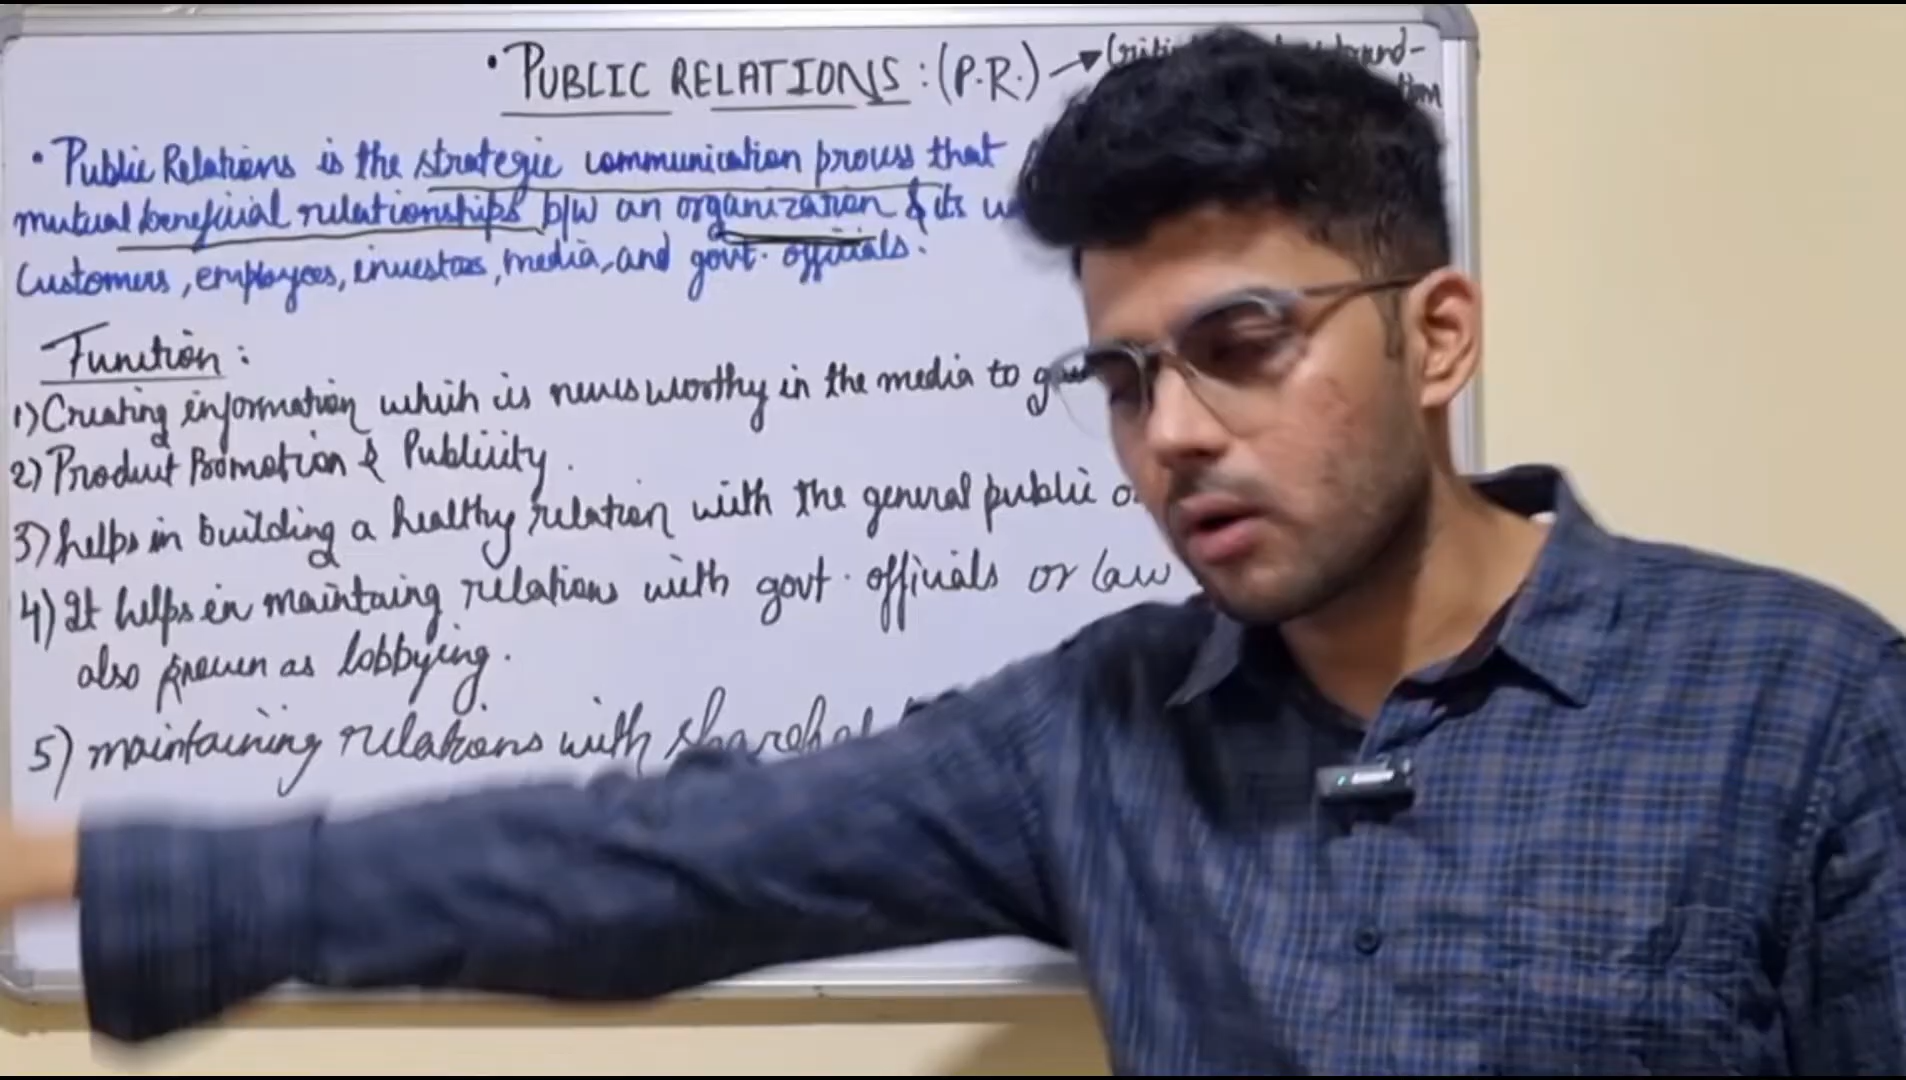 • PUBLIC RELATIONS : (P.R.) →
• Public Relations is the strategic communication process that
mutual beneficial relationships b/w an organization & its
Customers, employees, investors, media, and govt. officials.
Function :
1) Creating information which is newsworthy in the media to
2) Product Promotion & Publicity.
3) helps in building a healthy relation with the general public
4) It helps in maintaing relations with govt. officials or law
also known as lobbying.
5) maintaining relations with